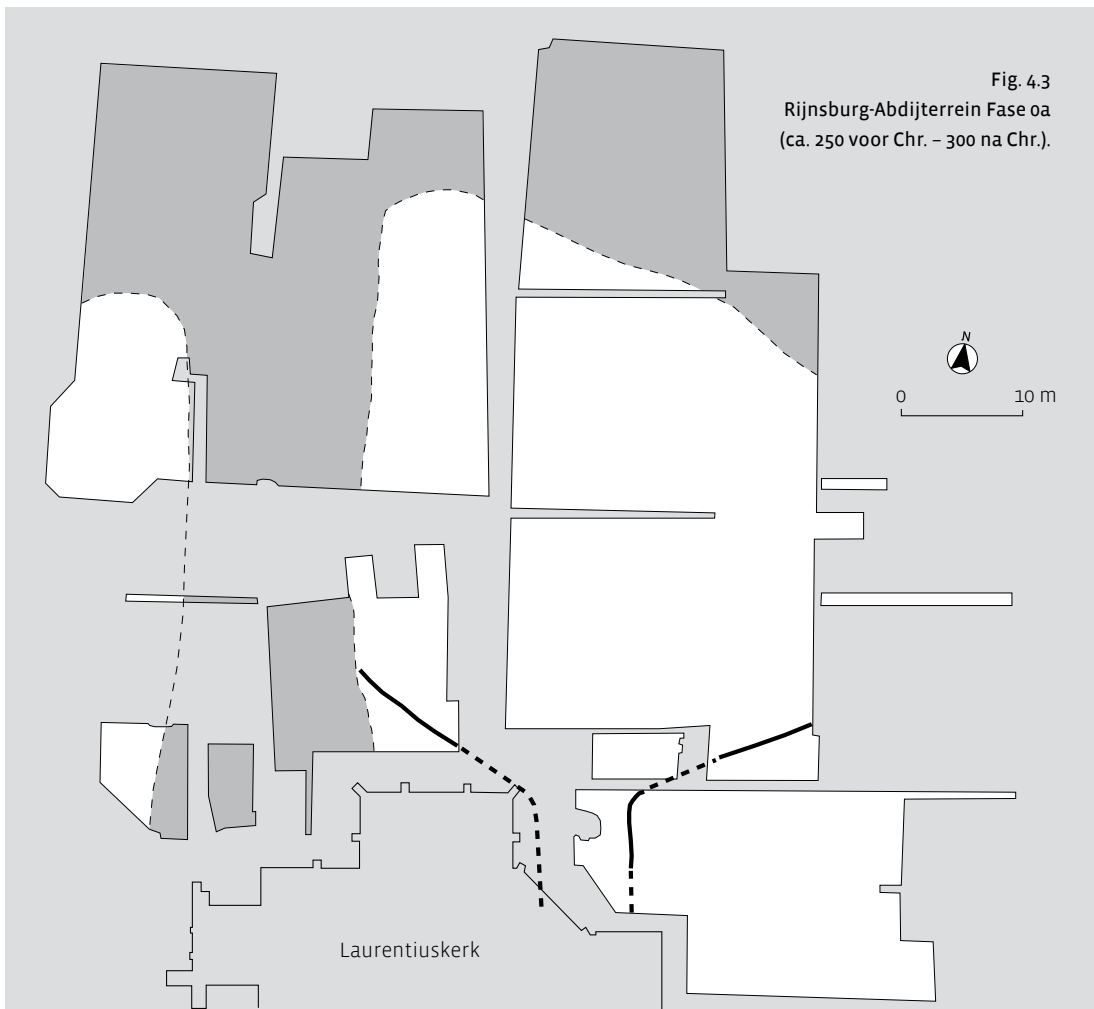 Fig. 4.3
Rijnsburg-Abdijterrein Fase 0a
(ca. 250 voor Chr. – 300 na Chr.).
N
0 10 m
Laurentiuskerk